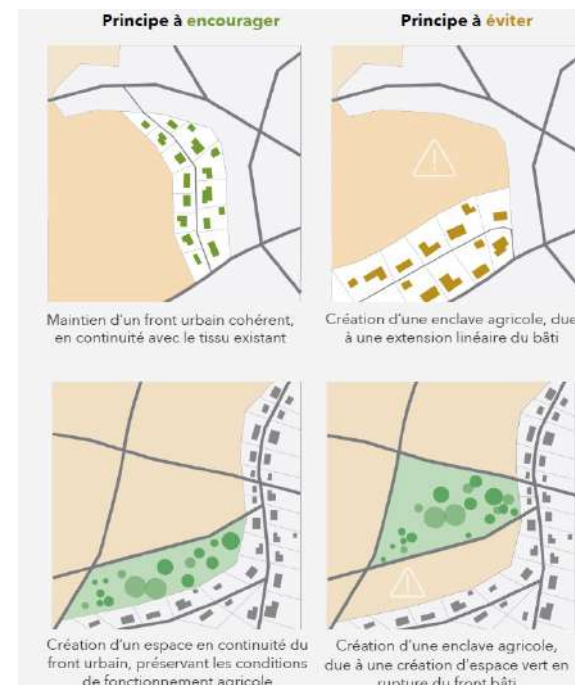 Principe à encourager
Principe à éviter
Maintien d'un front urbain cohérent,
en continuité avec le tissu existant
Création d'une enclave agricole, due
à une extension linéaire du bâti
Création d'un espace en continuité du
front urbain, préservant les conditions
de fonctionnement agricole
Création d'une enclave agricole,
due à une création d'espace vert en
rupture du front bâti